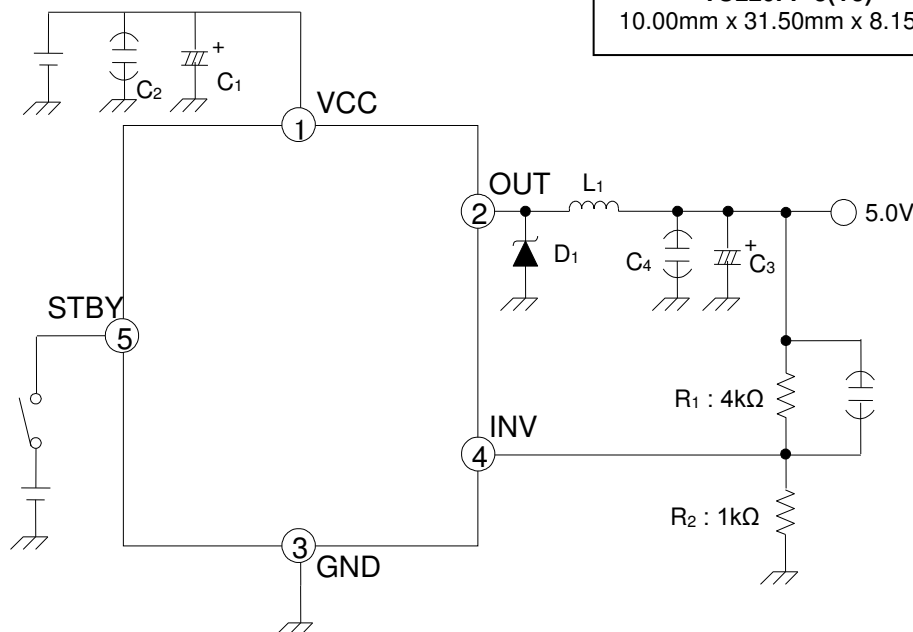 10.00mm x 31.50mm x 8.15
C2
+
C1
VCC
1
OUT
2
L1
5.0V
D1
C4
+
C3
STBY
5
R1 : 4kΩ
INV
4
R2 : 1kΩ
3
GND